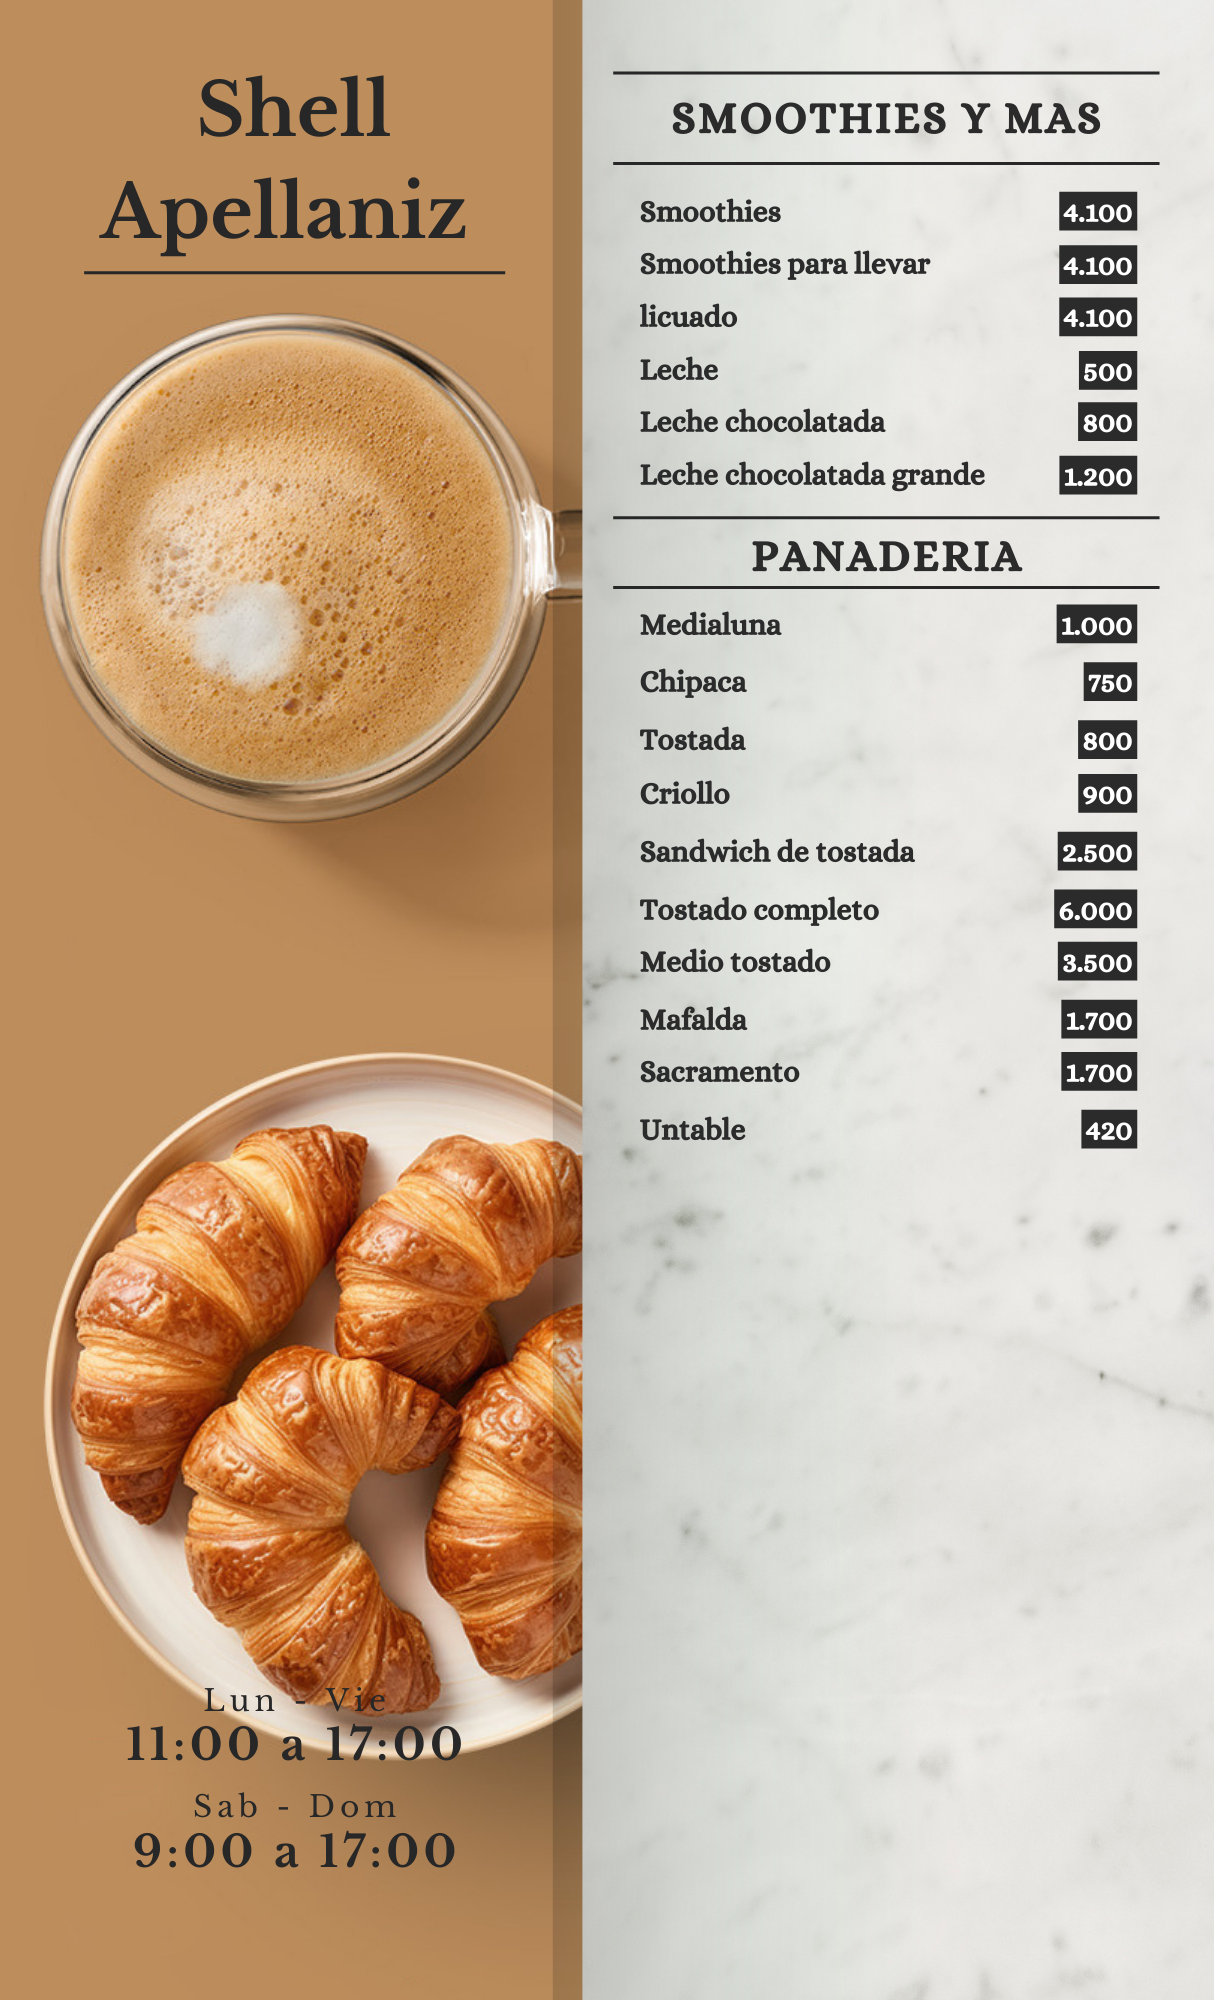 Shell
Apellaniz
Lun - Vie
11:00 a 17:00
Sab - Dom
9:00 a 17:00
SMOOTHIES Y MAS
Smoothies 4.100
Smoothies para llevar 4.100
licuado 4.100
Leche 500
Leche chocolatada 800
Leche chocolatada grande 1.200
PANADERIA
Medialuna 1.000
Chipaca 750
Tostada 800
Criollo 900
Sandwich de tostada 2.500
Tostado completo 6.000
Medio tostado 3.500
Mafalda 1.700
Sacramento 1.700
Untable 420